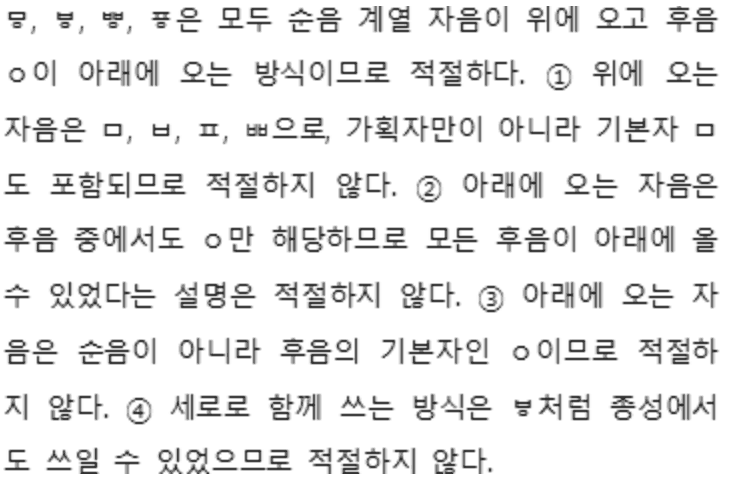 ㅱ, ㅸ, ㅹ, ㆄ은 모두 순음 계열 자음이 위에 오고 후음
ㅇ이 아래에 오는 방식이므로 적절하다. ① 위에 오는
자음은 ㅁ, ㅂ, ㅍ, ㅃ으로, 가획자만이 아니라 기본자 ㅁ
도 포함되므로 적절하지 않다. ② 아래에 오는 자음은
후음 중에서도 ㅇ만 해당하므로 모든 후음이 아래에 올
수 있었다는 설명은 적절하지 않다. ③ 아래에 오는 자
음은 순음이 아니라 후음의 기본자인 ㅇ이므로 적절하
지 않다. ④ 세로로 함께 쓰는 방식은 ㅸ처럼 종성에서
도 쓰일 수 있었으므로 적절하지 않다.